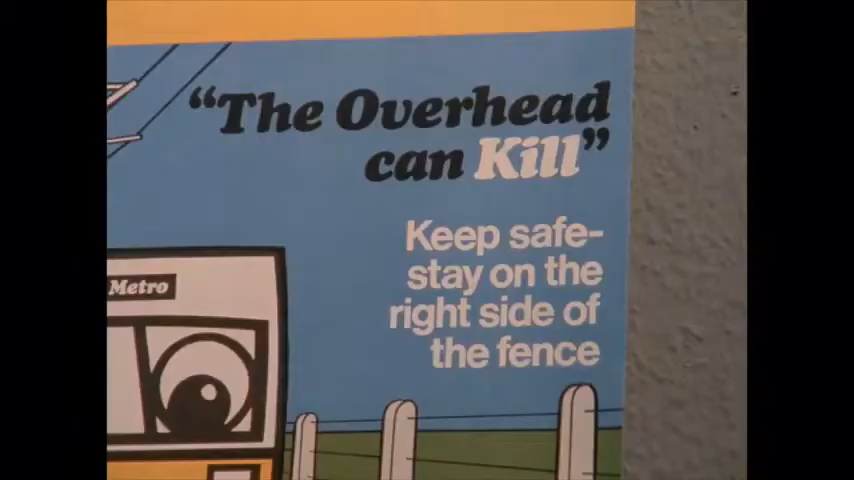 “The Overhead
can Kill”
Keep safe-
stay on the
right side of
the fence
Metro